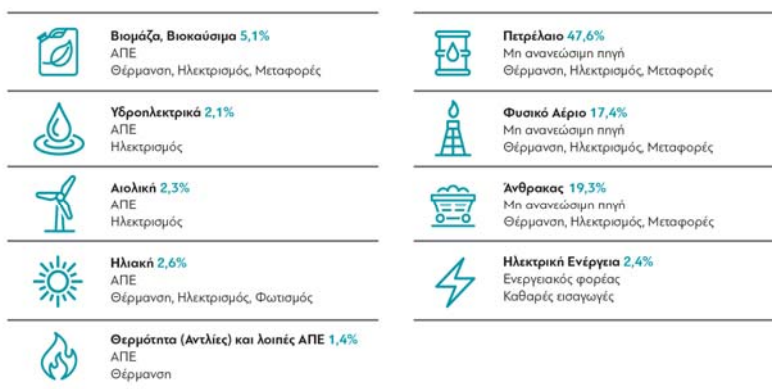 Βιομάζα, Βιοκαύσιμα 5,1%
ΑΠΕ
Θέρμανση, Ηλεκτρισμός, Μεταφορές
Υδροηλεκτρικά 2,1%
ΑΠΕ
Ηλεκτρισμός
Αιολική 2,3%
ΑΠΕ
Ηλεκτρισμός
Ηλιακή 2,6%
ΑΠΕ
Θέρμανση, Ηλεκτρισμός, Φωτισμός
Θερμότητα (Αντλίες) και λοιπές ΑΠΕ 1,4%
ΑΠΕ
Θέρμανση
Πετρέλαιο 47,6%
Μη ανανεώσιμη πηγή
Θέρμανση, Ηλεκτρισμός, Μεταφορές
Φυσικό Αέριο 17,4%
Μη ανανεώσιμη πηγή
Θέρμανση, Ηλεκτρισμός, Μεταφορές
Άνθρακας 19,3%
Μη ανανεώσιμη πηγή
Θέρμανση, Ηλεκτρισμός, Μεταφορές
Ηλεκτρική Ενέργεια 2,4%
Ενεργειακός φορέας
Καθαρές εισαγωγές